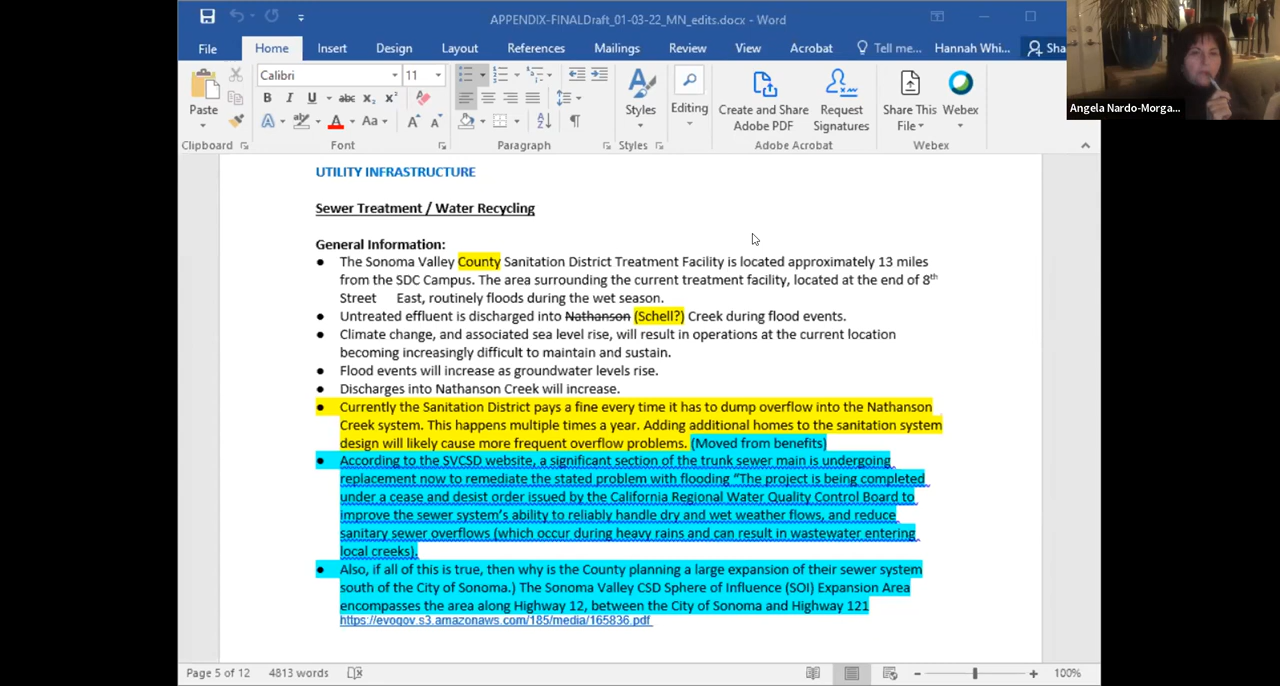 APPENDIX-FINALDraft_01-03-22_MN_edits.docx - Word
File Home Insert Design Layout References Mailings Review View Acrobat Tell me... Hannah Whi... Sha
Calibri 11
Paste
B I U abc x₂ x²
A Aa A A
Styles
Editing
Create and Share Adobe PDF
Request Signatures
Share This File
Webex
Clipboard Font Paragraph Styles Adobe Acrobat Webex
Angela Nardo-Morga...
UTILITY INFRASTRUCTURE
Sewer Treatment / Water Recycling
General Information:
● The Sonoma Valley County Sanitation District Treatment Facility is located approximately 13 miles
from the SDC Campus. The area surrounding the current treatment facility, located at the end of 8th
Street East, routinely floods during the wet season.
● Untreated effluent is discharged into Nathanson (Schell?) Creek during flood events.
● Climate change, and associated sea level rise, will result in operations at the current location
becoming increasingly difficult to maintain and sustain.
● Flood events will increase as groundwater levels rise.
● Discharges into Nathanson Creek will increase.
● Currently the Sanitation District pays a fine every time it has to dump overflow into the Nathanson
Creek system. This happens multiple times a year. Adding additional homes to the sanitation system
design will likely cause more frequent overflow problems. (Moved from benefits)
● According to the SVCSD website, a significant section of the trunk sewer main is undergoing
replacement now to remediate the stated problem with flooding “The project is being completed
under a cease and desist order issued by the California Regional Water Quality Control Board to
improve the sewer system’s ability to reliably handle dry and wet weather flows, and reduce
sanitary sewer overflows (which occur during heavy rains and can result in wastewater entering
local creeks).
● Also, if all of this is true, then why is the County planning a large expansion of their sewer system
south of the City of Sonoma.) The Sonoma Valley CSD Sphere of Influence (SOI) Expansion Area
encompasses the area along Highway 12, between the City of Sonoma and Highway 121
https://evogov.s3.amazonaws.com/185/media/165836.pdf
Page 5 of 12 4813 words 100%